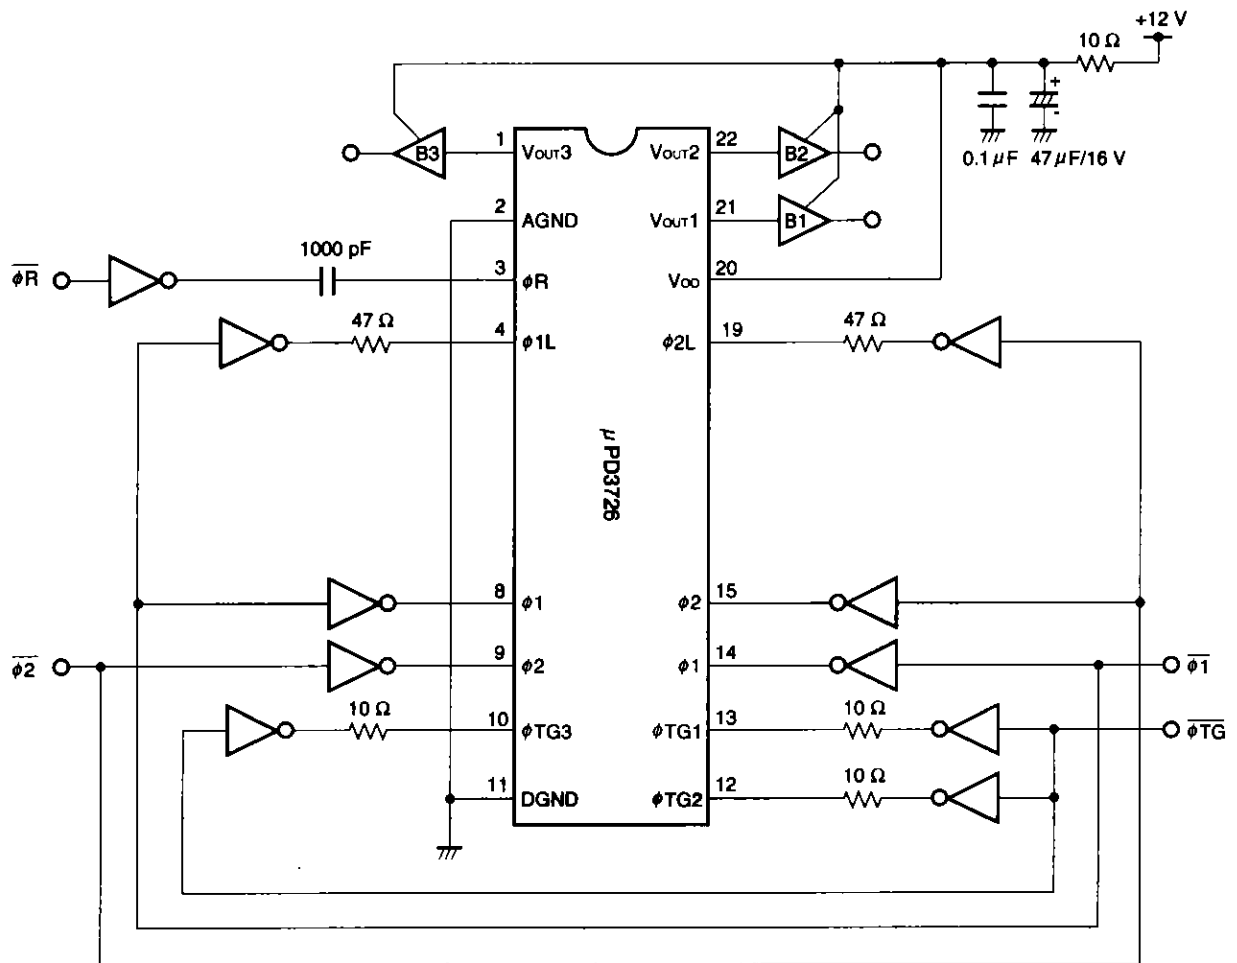 +12 V
10 Ω
+
-
0.1 μF 47 μF/16 V
B3 1 VOUT3 VOUT2 22 B2
2 AGND VOUT1 21 B1
1000 pF
φR 3 φR VOD 20
47 Ω 4 φ1L φ2L 19 47 Ω
μPD3726
8 φ1 φ2 15
φ2 9 φ2 φ1 14 φ1
10 Ω 10 φTG3 φTG1 13 10 Ω φTG
11 DGND φTG2 12 10 Ω